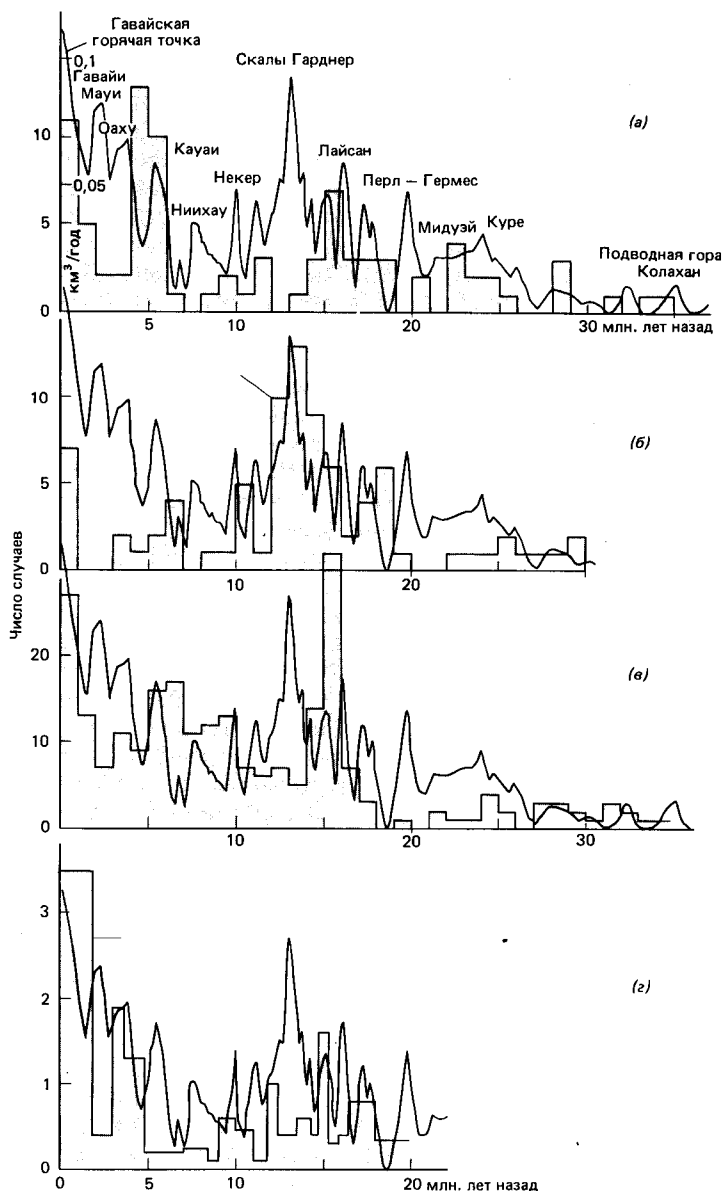 Гавайская
горячая точка
0,1
Гавайи
Мауи
Оаху
Скалы Гарднер
(а)
10
Кауаи
Лайсан
0,05
Некер
Перл – Гермес
5
Ниихау
Мидуэй Куре
Подводная гора
Колахан
км³/год
0
5 10 20 30 млн. лет назад
10
(б)
5
0
10 20 30
Число случаев
20
(в)
10
0
10 20 30
3
(г)
2
1
0
0 5 10 20 млн. лет назад